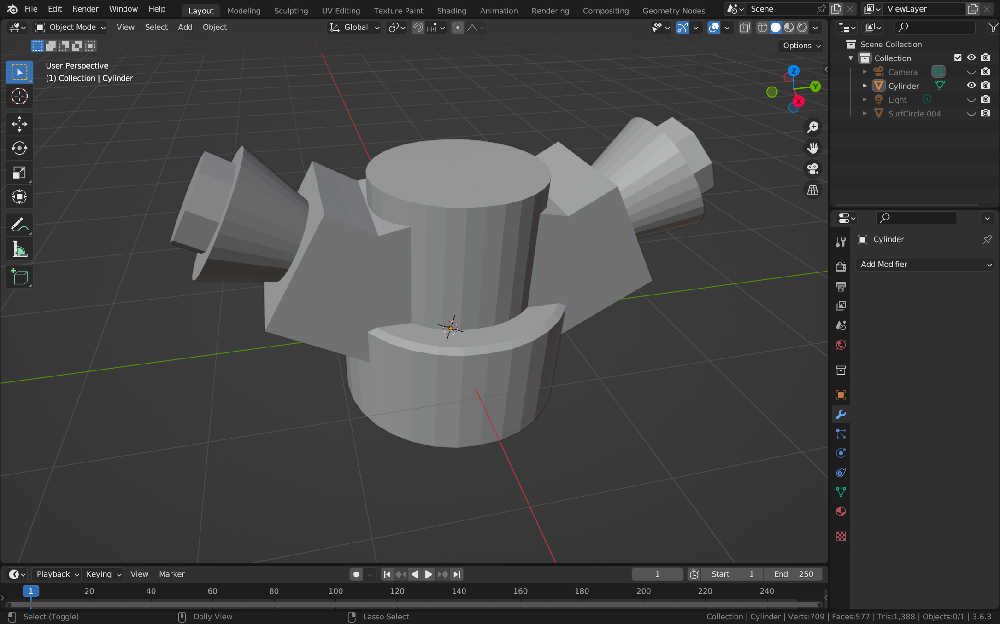 File Edit Render Window Help Layout Modeling Sculpting UV Editing Texture Paint Shading Animation Rendering Compositing Geometry Nodes Scene ViewLayer
Object Mode View Select Add Object Global
Options
User Perspective
(1) Collection | Cylinder
Z
Y
X
Scene Collection
Collection
Camera
Cylinder
Light
SurfCircle.004
Cylinder
Add Modifier
Playback Keying View Marker 1 Start 1 End 250
1 20 40 60 80 100 120 140 160 180 200 220 240
Select (Toggle) Dolly View Lasso Select Collection | Cylinder | Verts:709 | Faces:577 | Tris:1,388 | Objects:0/1 | 3.6.3